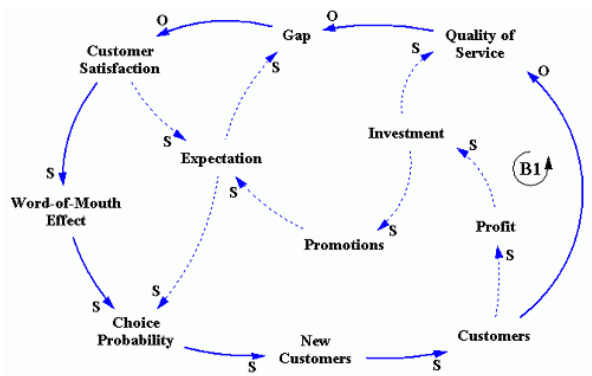 O
Gap
O
Quality of
Service
Customer
Satisfaction
S
S
O
Investment
S
Expectation
S
B1
S
S
Word-of-Mouth
Effect
S
Promotions
S
Profit
S
S
S
Choice
Probability
New
Customers
Customers
S
S